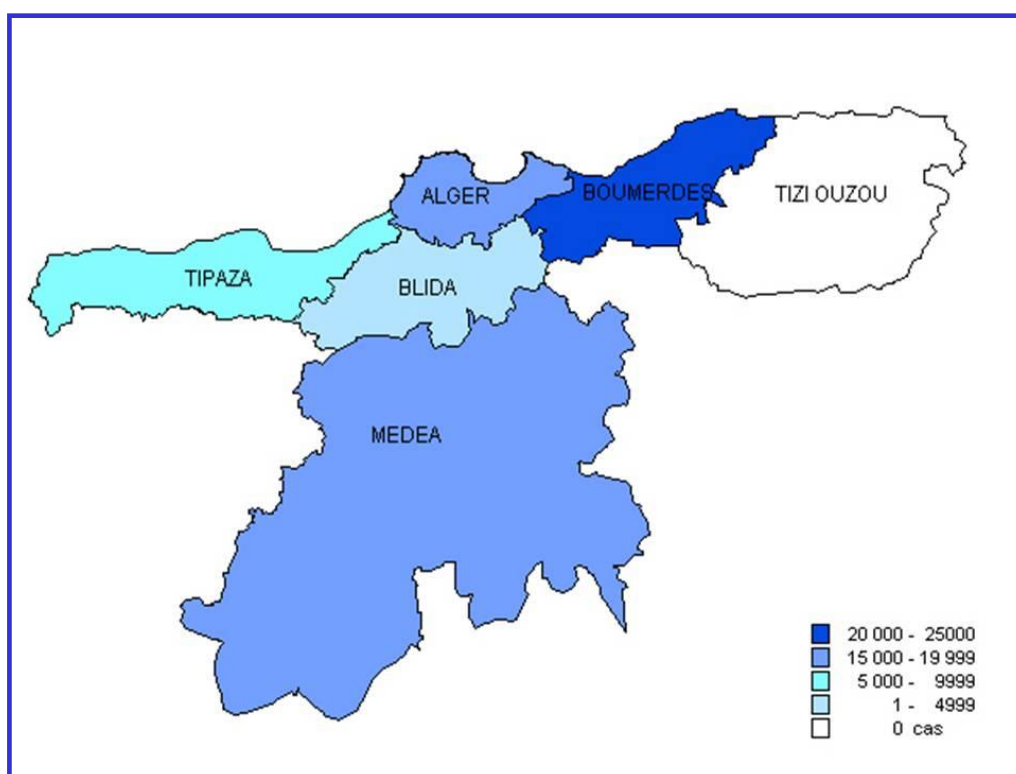 ALGER
BOUMERDES
TIZI OUZOU
TIPAZA
BLIDA
MEDEA
20 000 - 25000
15 000 - 19 999
5 000 - 9999
1 - 4999
0 cas